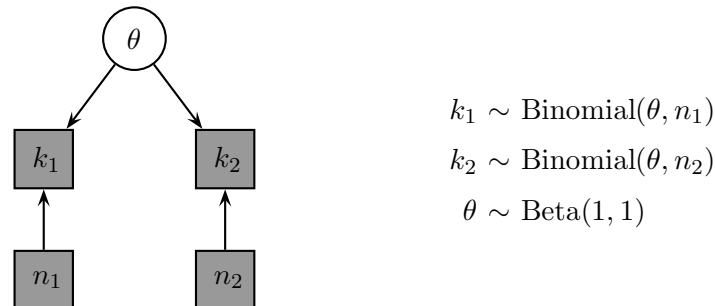 θ
k₁ k₂
n₁ n₂
k₁ ∼ Binomial(θ, n₁)
k₂ ∼ Binomial(θ, n₂)
θ ∼ Beta(1, 1)